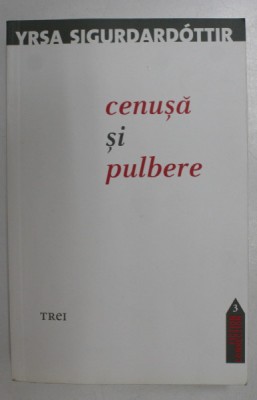 YRSA SIGURDARDÓTTIR
cenușă
și
pulbere
TREI
3